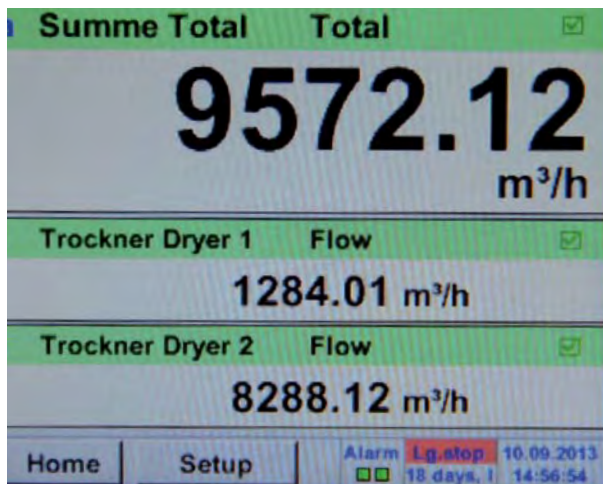 Summe Total Total
9572.12
m³/h
Trockner Dryer 1 Flow
1284.01 m³/h
Trockner Dryer 2 Flow
8288.12 m³/h
Home Setup Alarm Lg.stop 10.09.2013
18 days, 14:56:54